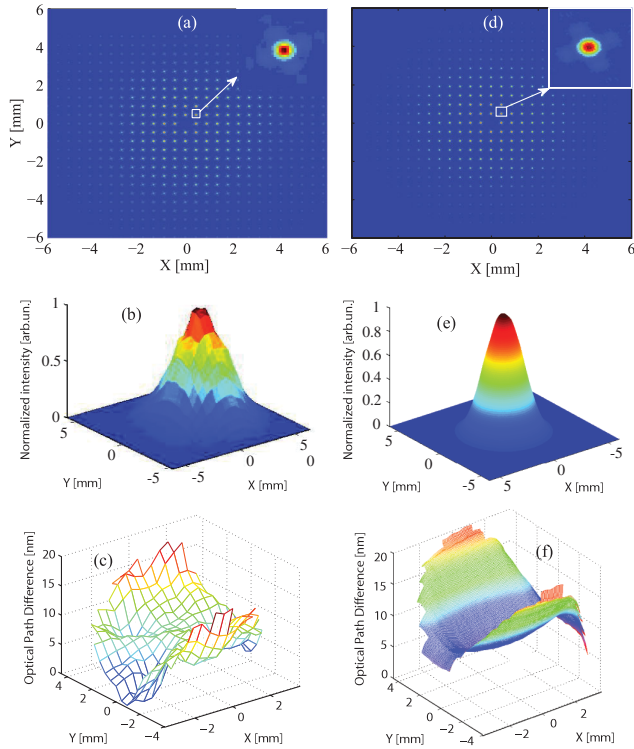 (a)
6
4
2
0
−2
−4
−6
Y [mm]
−6 −4 −2 0 2 4 6
X [mm]
(d)
−6 −4 −2 0 2 4 6
X [mm]
(b)
1
0.5
0
Normalized intensity [arb.un.]
5
0
-5
Y [mm]
-5
0
0
X [mm]
(e)
1
0.8
0.6
0.4
0.2
0
Normalized intensity [arb.un.]
5
0
-5
Y [mm]
5
0
-5
X [mm]
(c)
20
15
10
5
0
Optical Path Difference [nm]
4
2
0
−2
−4
Y [mm]
−2
0
2
X [mm]
(f)
20
15
10
5
0
Optical Path Difference [nm]
4
2
0
−2
−4
Y [mm]
−2
0
2
X [mm]